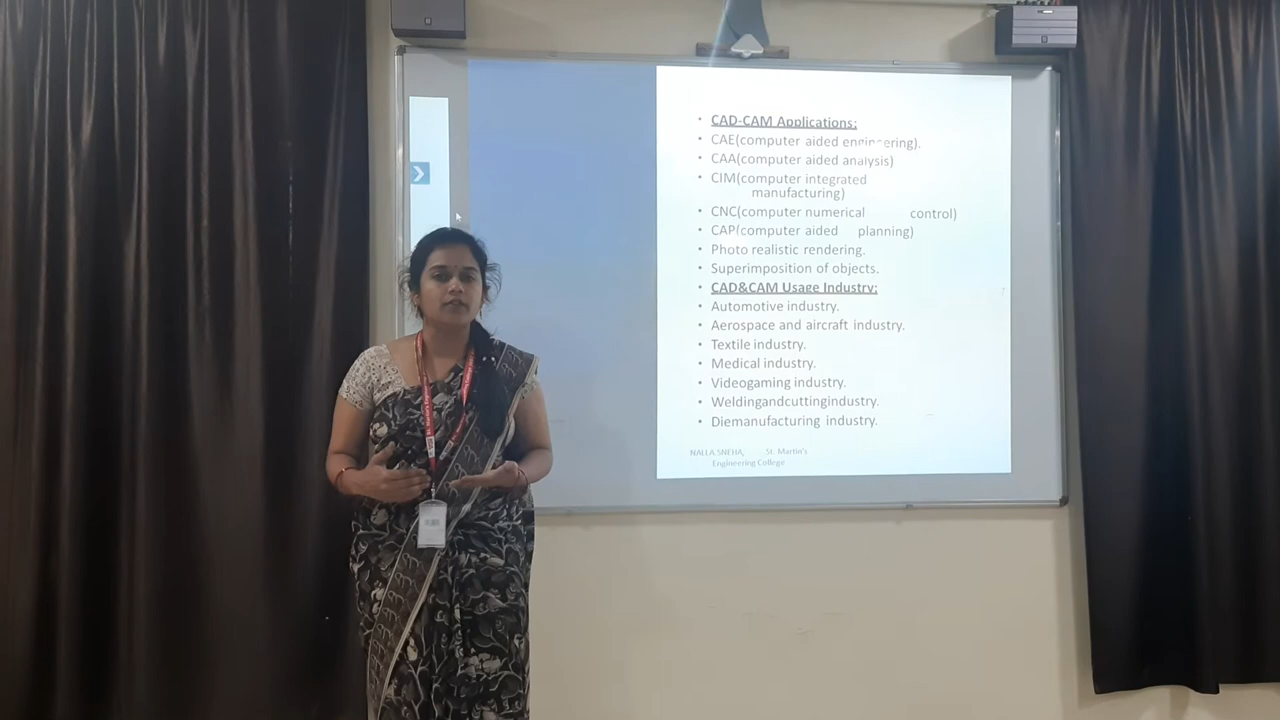 CAD-CAM Applications:
CAE(computer aided engineering).
CAA(computer aided analysis)
CIM(computer integrated
manufacturing)
CNC(computer numerical control)
CAP(computer aided planning)
Photo realistic rendering.
Superimposition of objects.
CAD&CAM Usage Industry:
Automotive industry.
Aerospace and aircraft industry.
Textile industry.
Medical industry.
Videogaming industry.
Weldingandcuttingindustry.
Diemanufacturing industry.
NALLA.SNEHA, St. Martin's
Engineering College